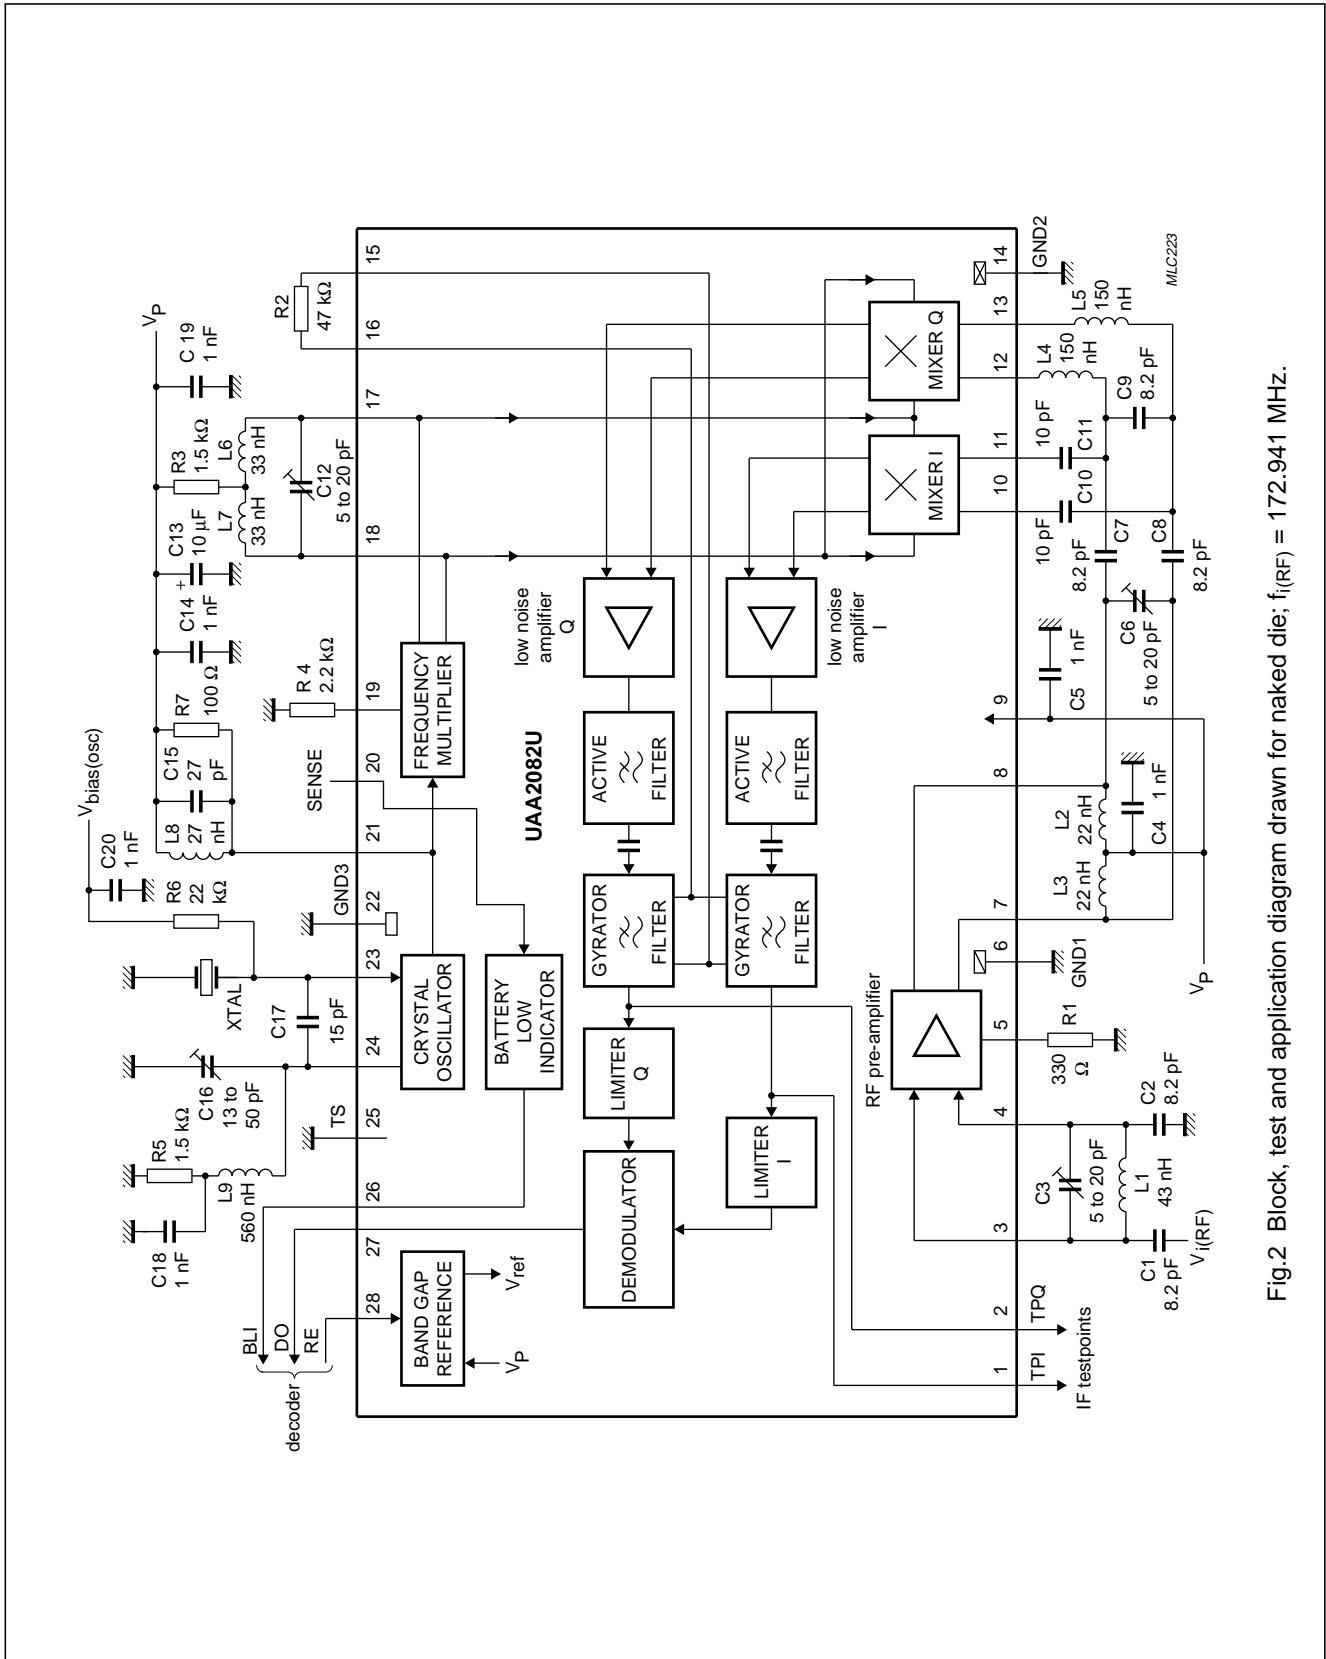 V_P
C 19
1 nF
R3
1.5 kΩ
L6
33 nH
L7
33 nH
C12
5 to 20 pF
C13
10 µF
+
C14
1 nF
R7
100 Ω
C15
27
pF
L8
27
nH
V_bias(osc)
C20
1 nF
R6
22
kΩ
XTAL
C17
15 pF
C16
13 to
50 pF
R5
1.5 kΩ
L9
560 nH
C18
1 nF
R2
47 kΩ
R 4
2.2 kΩ
SENSE
GND3
TS
BLI
DO
RE
decoder
28
27
26
25
24
23
22
21
20
19
18
17
16
15
BAND GAP
REFERENCE
V_P
V_ref
CRYSTAL
OSCILLATOR
BATTERY
LOW
INDICATOR
FREQUENCY
MULTIPLIER
UAA2082U
DEMODULATOR
LIMITER
Q
GYRATOR
FILTER
ACTIVE
FILTER
low noise
amplifier
Q
LIMITER
I
GYRATOR
FILTER
ACTIVE
FILTER
low noise
amplifier
I
RF pre-amplifier
MIXER I
MIXER Q
1
2
3
4
5
6
7
8
9
10
11
12
13
14
TPI
TPQ
IF testpoints
C1
8.2 pF
V_i(RF)
C3
5 to 20 pF
L1
43 nH
C2
8.2 pF
330
Ω
R1
GND1
V_P
L3
22 nH
L2
22 nH
C4
1 nF
C5
1 nF
C6
5 to 20 pF
8.2 pF
C7
C8
8.2 pF
10 pF
C10
10 pF
C11
C9
8.2 pF
L4
150
nH
L5
150
nH
GND2
MLC223
Fig.2 Block, test and application diagram drawn for naked die; f_i(RF) = 172.941 MHz.